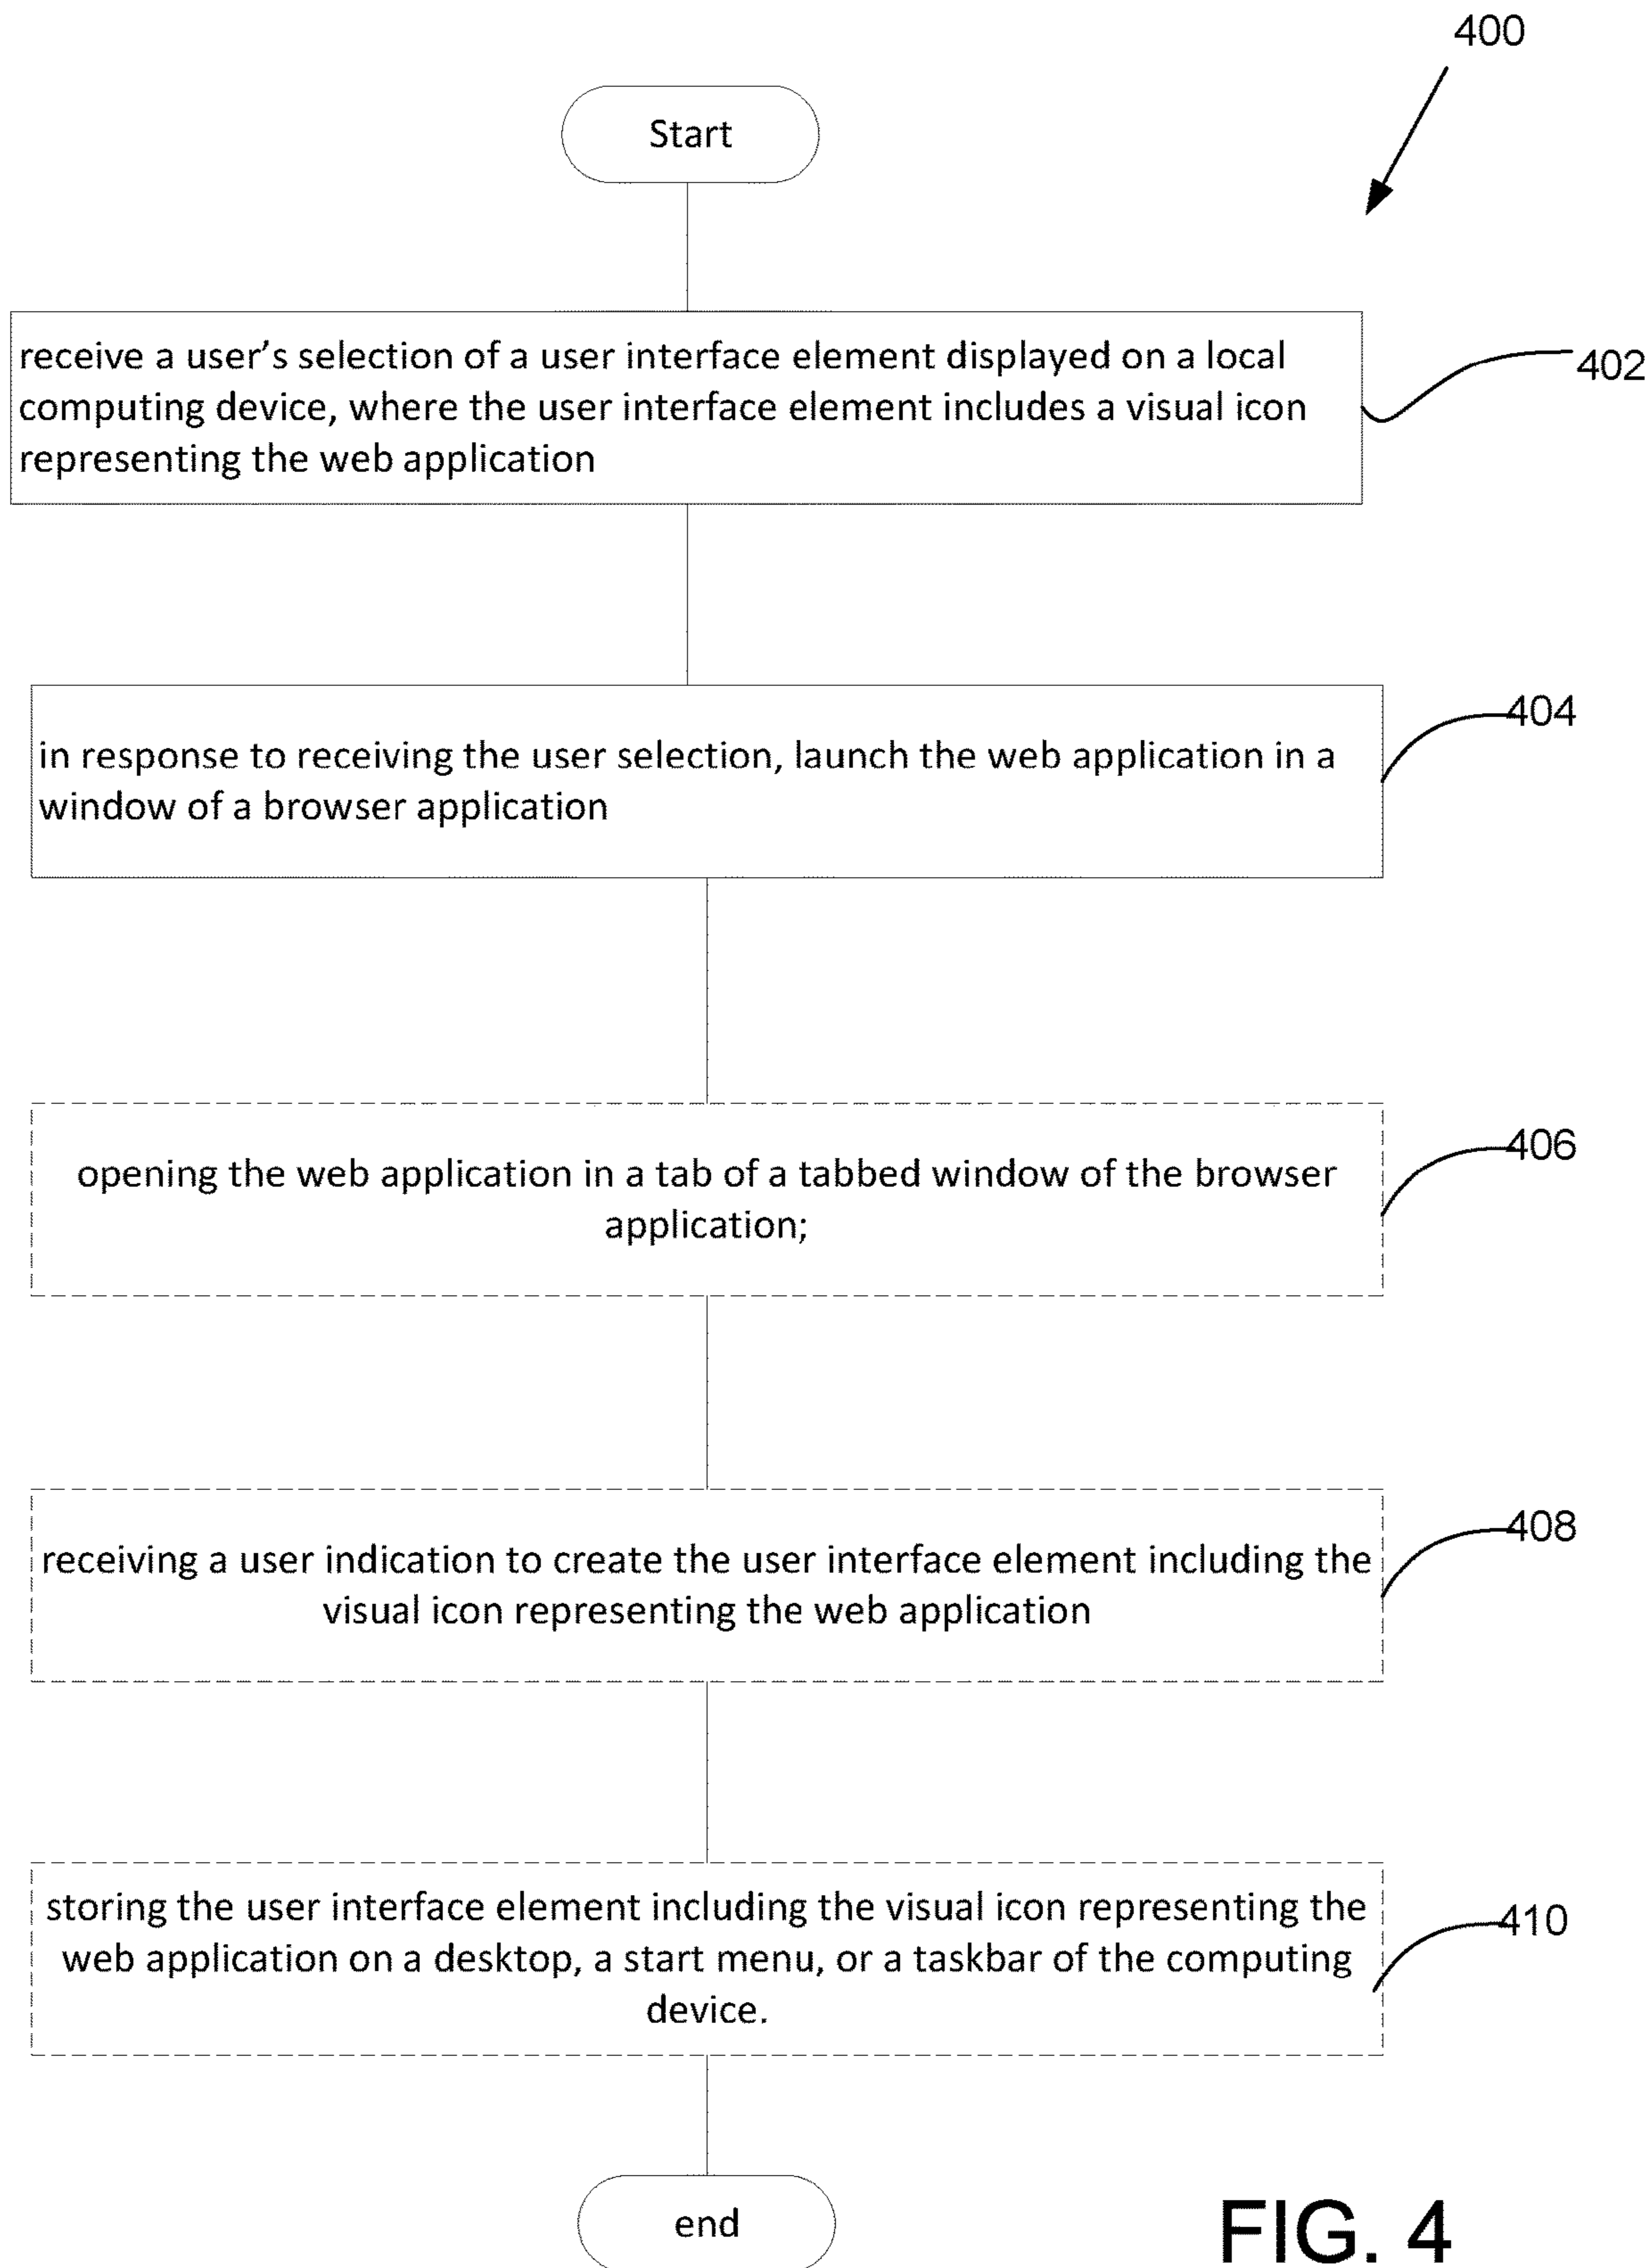 400
Start
receive a user’s selection of a user interface element displayed on a local
computing device, where the user interface element includes a visual icon
representing the web application
402
in response to receiving the user selection, launch the web application in a
window of a browser application
404
opening the web application in a tab of a tabbed window of the browser
application;
406
receiving a user indication to create the user interface element including the
visual icon representing the web application
408
storing the user interface element including the visual icon representing the
web application on a desktop, a start menu, or a taskbar of the computing
device.
410
end
FIG. 4